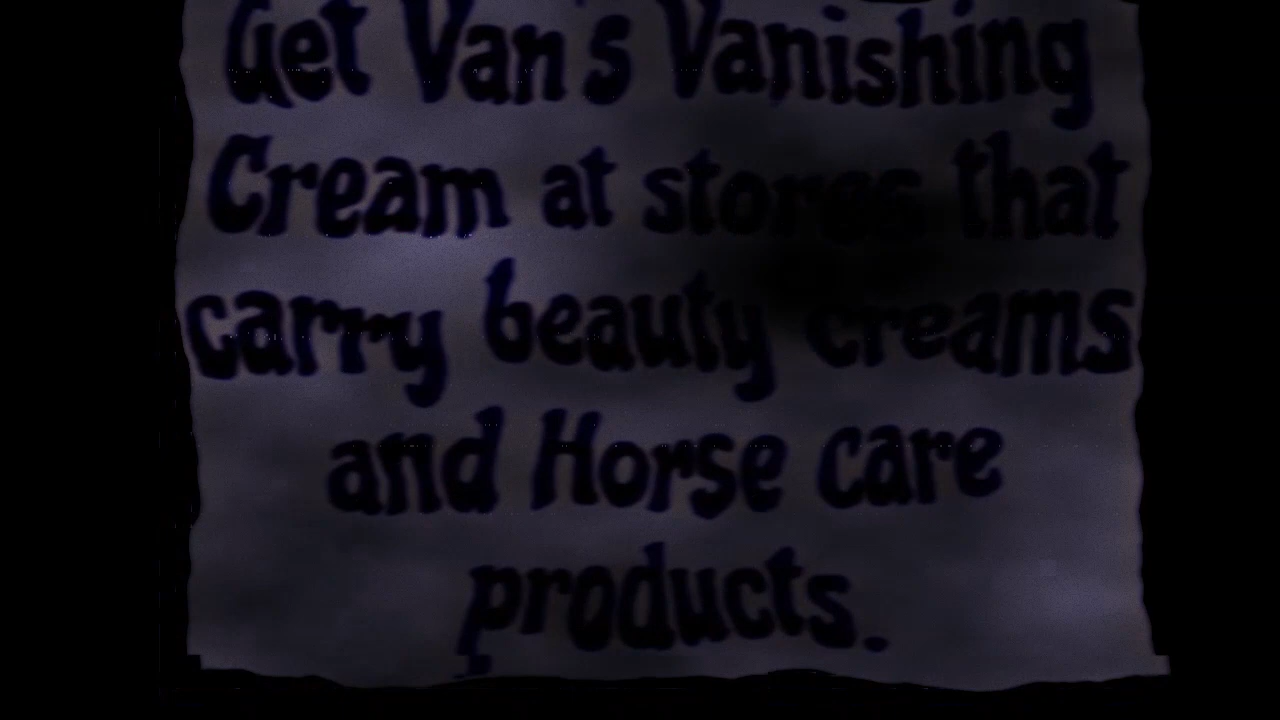 Get Van's Vanishing
Cream at stores that
carry beauty creams
and Horse care
products.